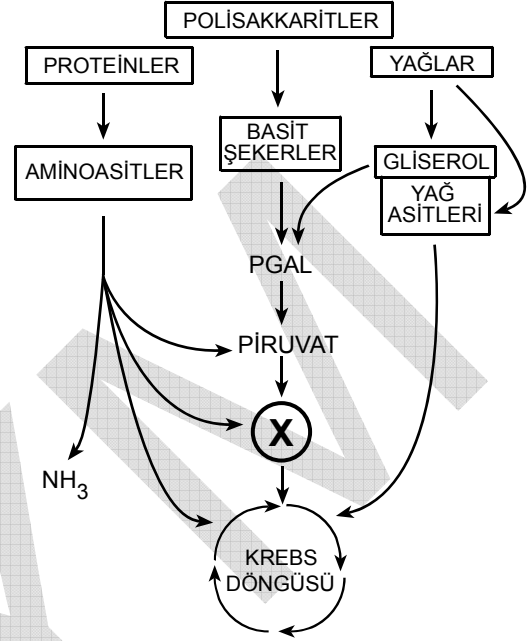 POLİSAKKARİTLER
PROTEİNLER
YAĞLAR
BASİT
ŞEKERLER
AMİNOASİTLER
GLİSEROL
YAĞ
ASİTLERİ
PGAL
PİRUVAT
X
NH3
KREBS
DÖNGÜSÜ